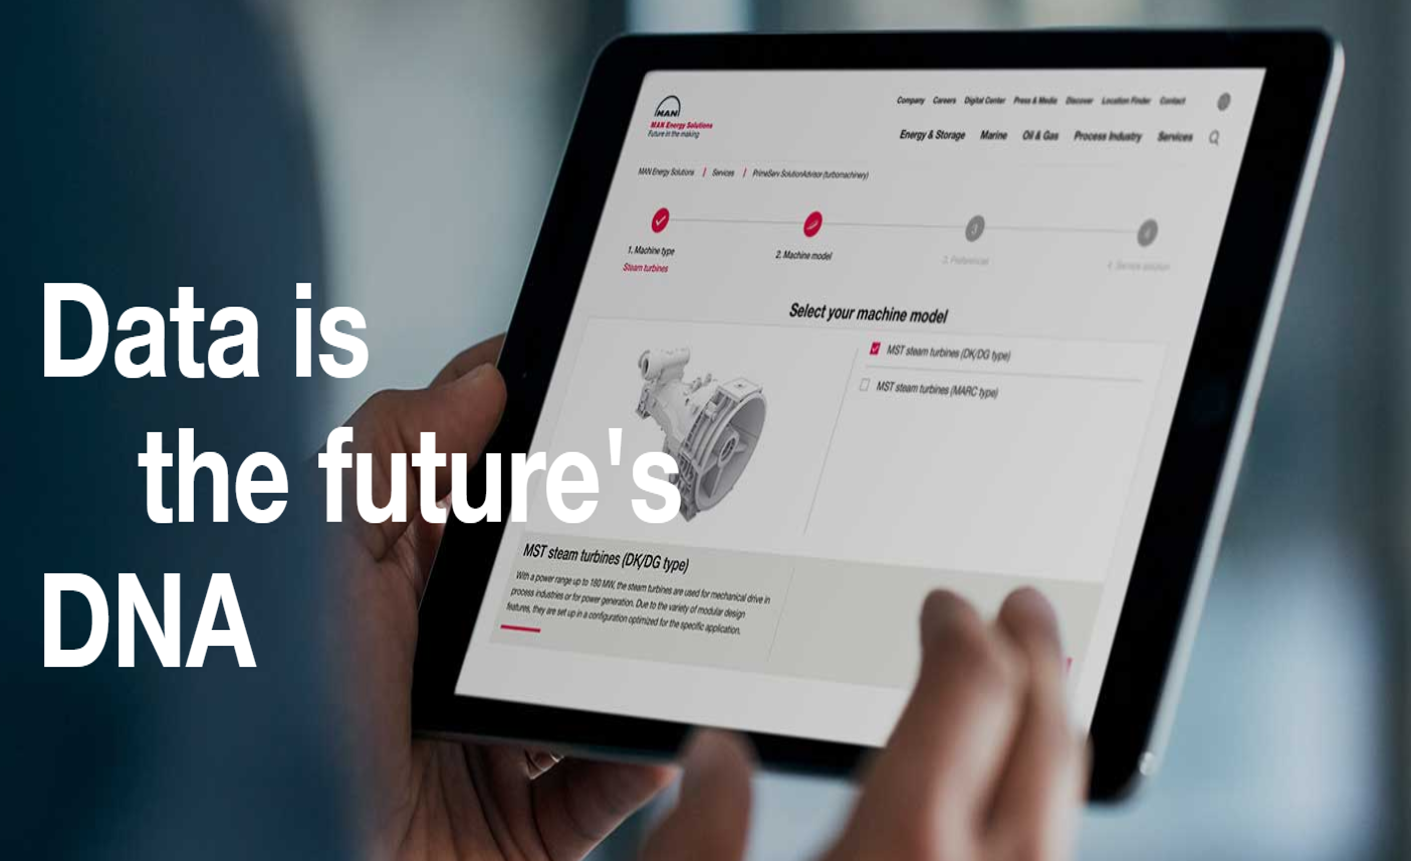 Data is
the future's
DNA
MAN
MAN Energy Solutions
Future in the making
Company Careers Digital Center Press & Media Discover Location Finder Contact
Energy & Storage Marine Oil & Gas Process Industry Services
MAN Energy Solutions | Services | PrimeServ SolutionAdvisor (turbomachinery)
3
4
1. Machine type
2. Machine model
3. Preferences
4. Service solution
Steam turbines
Select your machine model
MST steam turbines (DK/DG type)
MST steam turbines (MARC type)
MST steam turbines (DK/DG type)
With a power range up to 180 MW, the steam turbines are used for mechanical drive in
process industries or for power generation. Due to the variety of modular design
features, they are set up in a configuration optimized for the specific application.